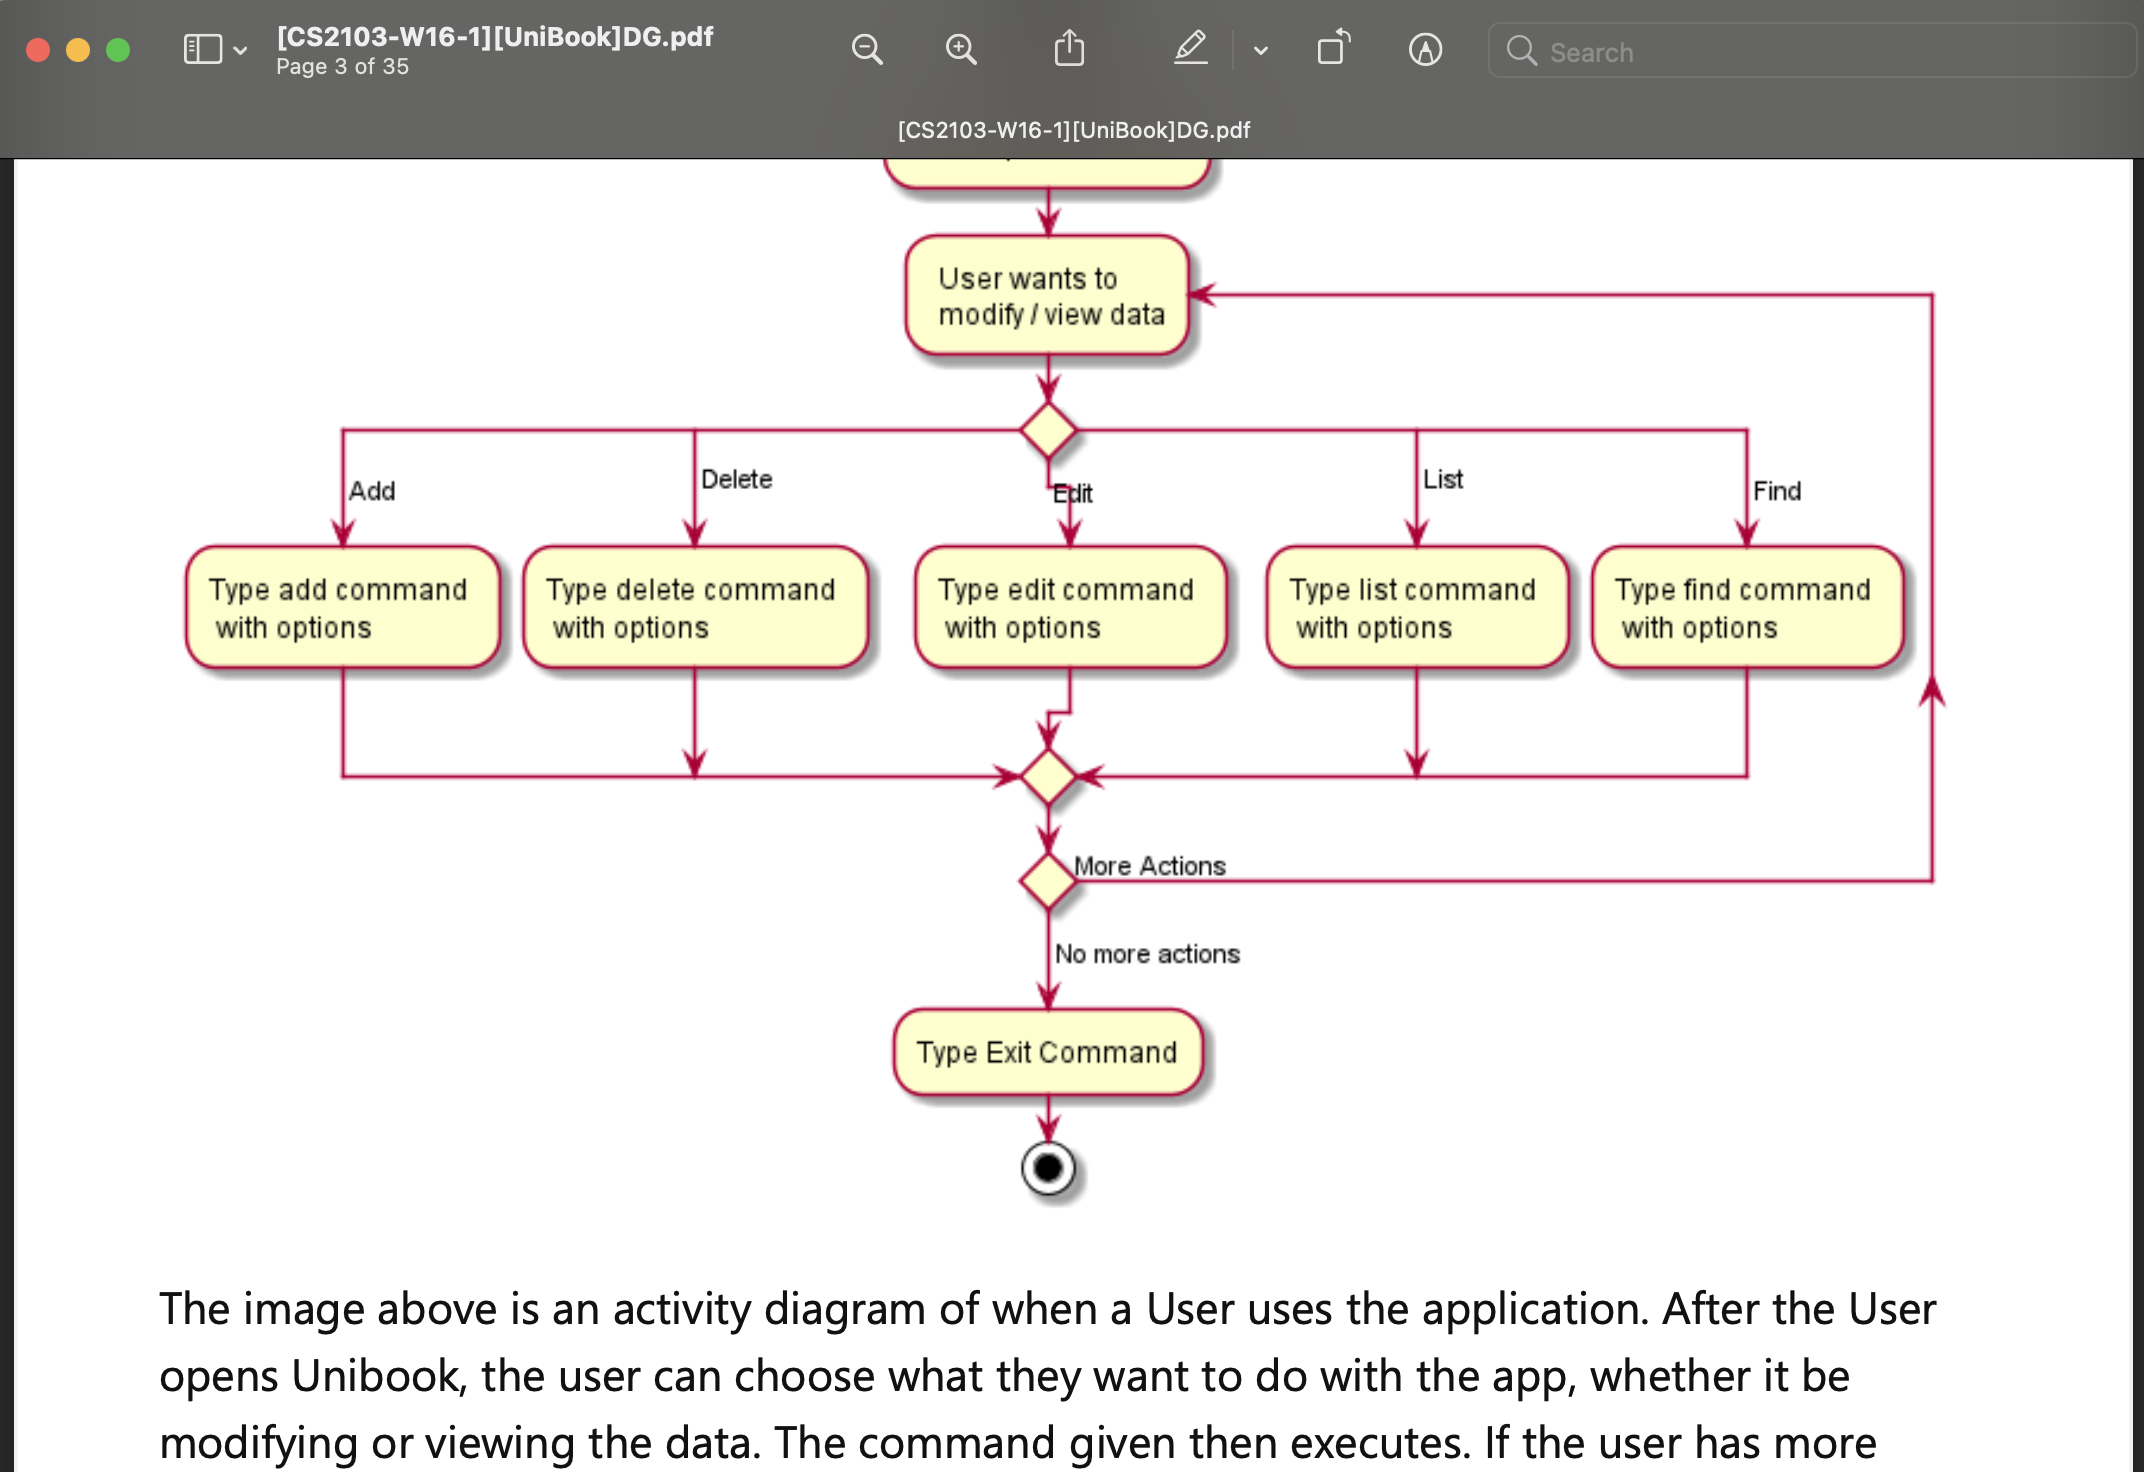 [CS2103-W16-1][UniBook]DG.pdf
Page 3 of 35
Search
[CS2103-W16-1][UniBook]DG.pdf
User wants to
modify / view data
Add
Delete
Edit
List
Find
Type add command
with options
Type delete command
with options
Type edit command
with options
Type list command
with options
Type find command
with options
More Actions
No more actions
Type Exit Command
The image above is an activity diagram of when a User uses the application. After the User
opens Unibook, the user can choose what they want to do with the app, whether it be
modifying or viewing the data. The command given then executes. If the user has more